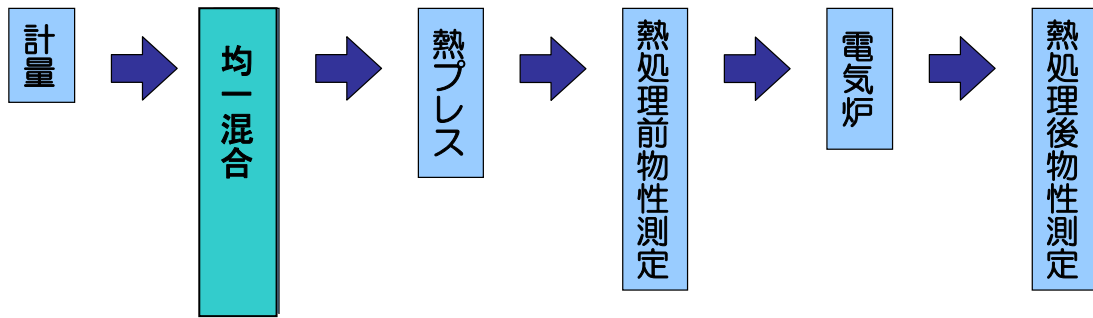 計量
均一混合
熱プレス
熱処理前物性測定
電気炉
熱処理後物性測定